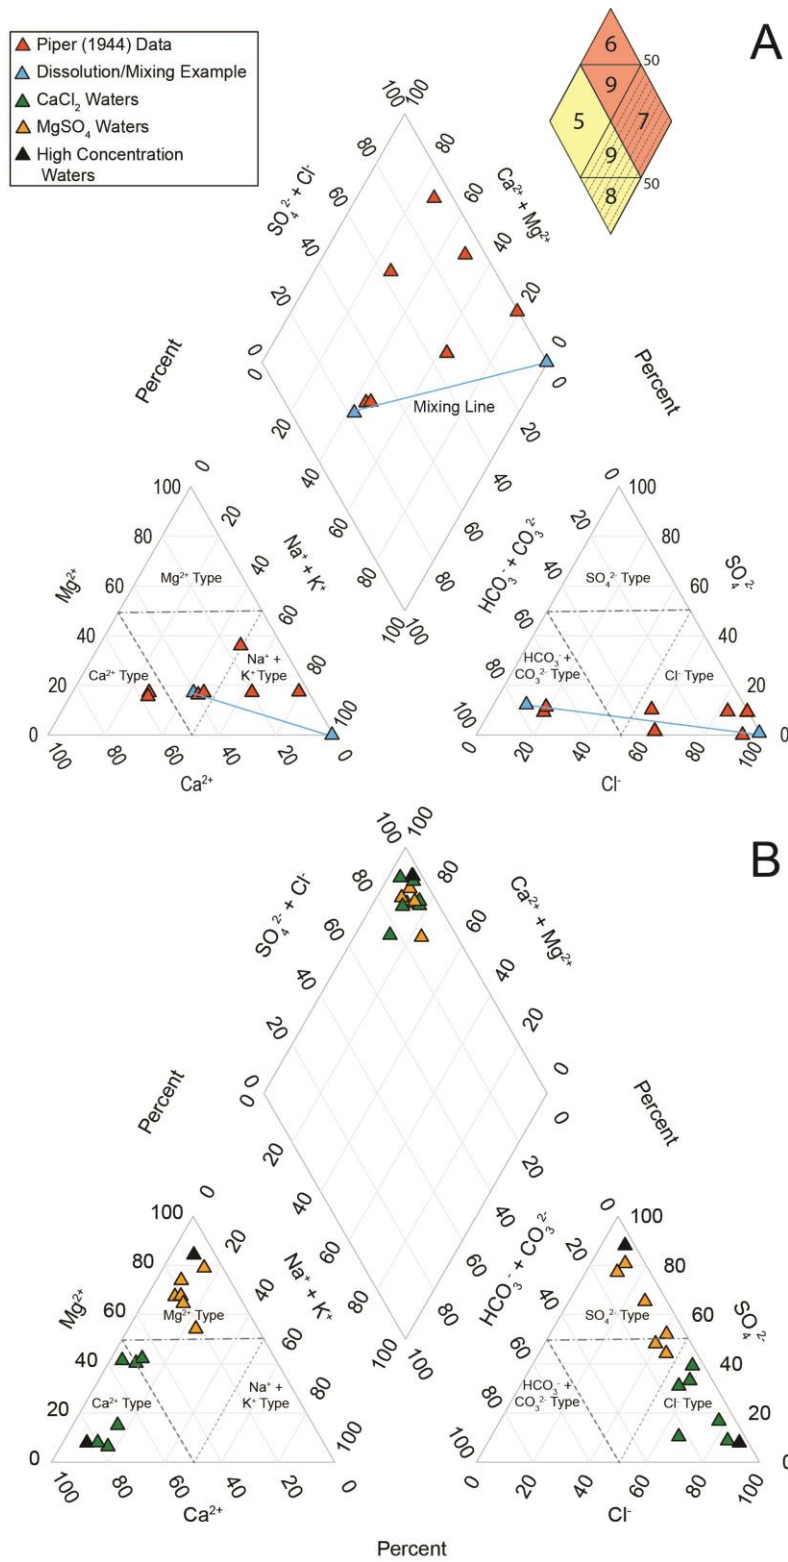 A
Piper (1944) Data
Dissolution/Mixing Example
CaCl₂ Waters
MgSO₄ Waters
High Concentration
Waters
6
50
9
5
7
9
8
50
100 100
80 80
60 60
40 40
20 20
0 0
0 0
20 20
40 40
60 60
80 80
100 100
SO₄²⁻ + Cl⁻
Ca²⁺ + Mg²⁺
Percent
Percent
Mixing Line
100 0
80 20
60 40
40 60
20 80
0 100
100 80 60 40 20 0
Mg²⁺
Na⁺ + K⁺
Mg²⁺ Type
Ca²⁺ Type
Na⁺ +
K⁺ Type
Ca²⁺
0 100
20 80
40 60
60 40
80 20
100 0
0 20 40 60 80 100
HCO₃⁻ + CO₃²⁻
SO₄²⁻
SO₄²⁻ Type
HCO₃⁻ +
CO₃²⁻ Type
Cl⁻ Type
Cl⁻
B
100 100
80 80
60 60
40 40
20 20
0 0
0 0
20 20
40 40
60 60
80 80
100 100
SO₄²⁻ + Cl⁻
Ca²⁺ + Mg²⁺
Percent
Percent
100 0
80 20
60 40
40 60
20 80
0 100
100 80 60 40 20 0
Mg²⁺
Na⁺ + K⁺
Mg²⁺ Type
Ca²⁺ Type
Na⁺ +
K⁺ Type
Ca²⁺
0 100
20 80
40 60
60 40
80 20
100 0
0 20 40 60 80 100
HCO₃⁻ + CO₃²⁻
SO₄²⁻
SO₄²⁻ Type
HCO₃⁻ +
CO₃²⁻ Type
Cl⁻ Type
Cl⁻
Percent